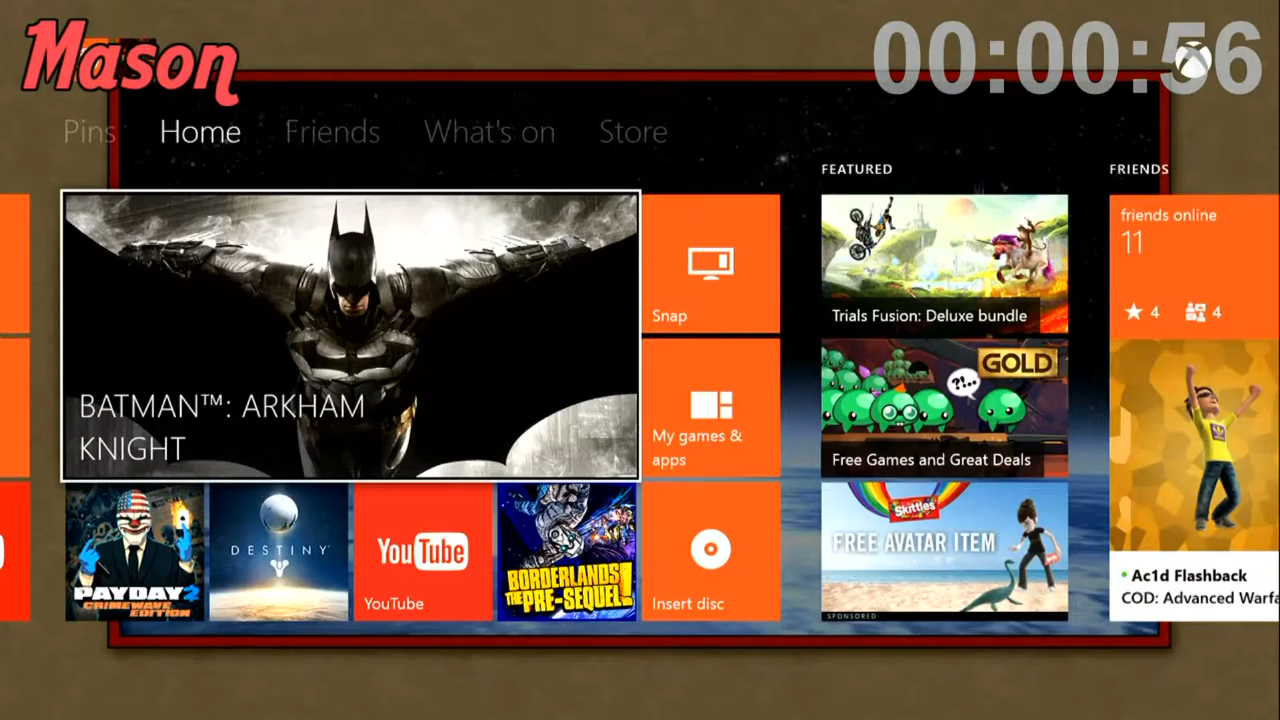 Mason
00:00:56
Pins
Home
Friends
What's on
Store
FEATURED
FRIENDS
BATMAN™: ARKHAM
KNIGHT
Snap
My games &
apps
Insert disc
PAYDAY 2
CRIMEWAVE
EDITION
DESTINY
YouTube
YouTube
BORDERLANDS
THE PRE-SEQUEL!
Trials Fusion: Deluxe bundle
GOLD
?!...
Free Games and Great Deals
Skittles
FREE AVATAR ITEM
SPONSORED
friends online
11
4
4
Ac1d Flashback
COD: Advanced Warfa